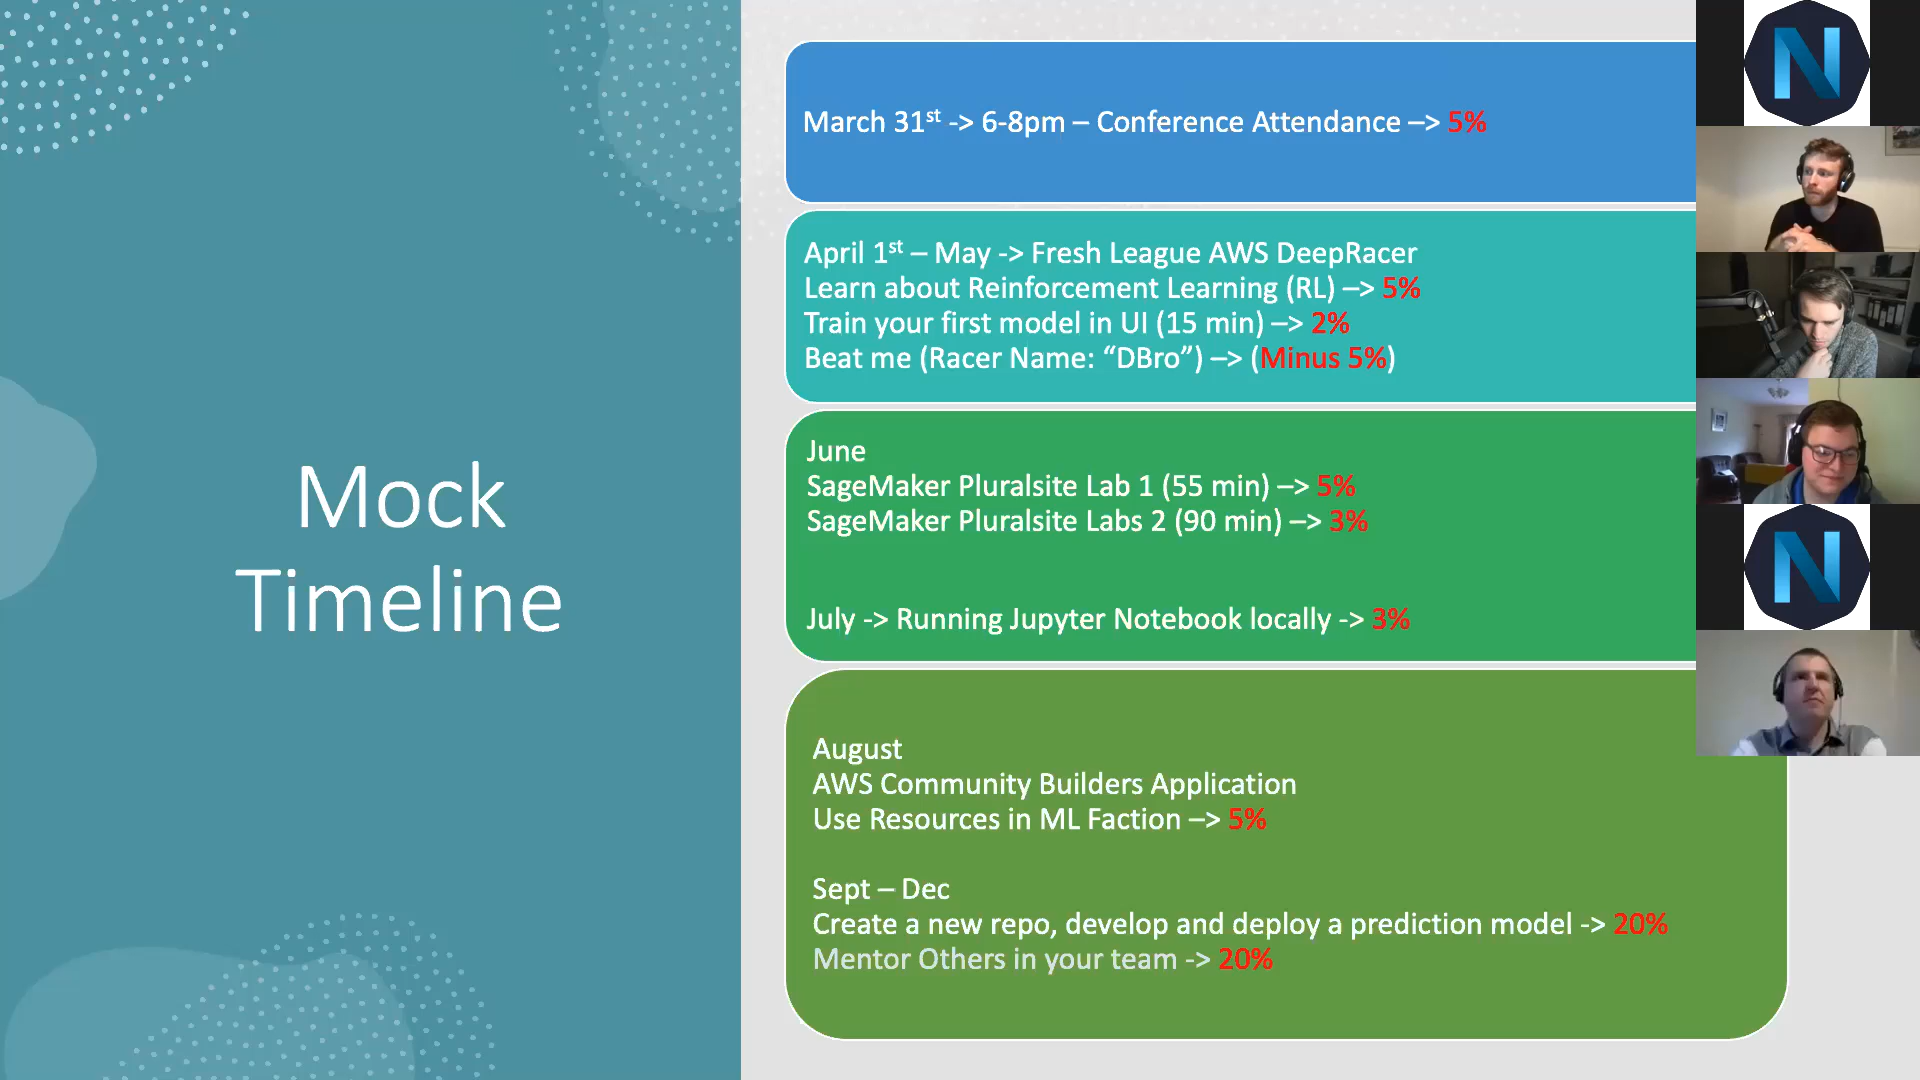 Mock
Timeline
March 31st -> 6-8pm – Conference Attendance –> 5%
April 1st – May -> Fresh League AWS DeepRacer
Learn about Reinforcement Learning (RL) –> 5%
Train your first model in UI (15 min) –> 2%
Beat me (Racer Name: “DBro”) –> (Minus 5%)
June
SageMaker Pluralsite Lab 1 (55 min) –> 5%
SageMaker Pluralsite Labs 2 (90 min) –> 3%
July -> Running Jupyter Notebook locally -> 3%
August
AWS Community Builders Application
Use Resources in ML Faction –> 5%
Sept – Dec
Create a new repo, develop and deploy a prediction model -> 20%
Mentor Others in your team -> 20%
N
N